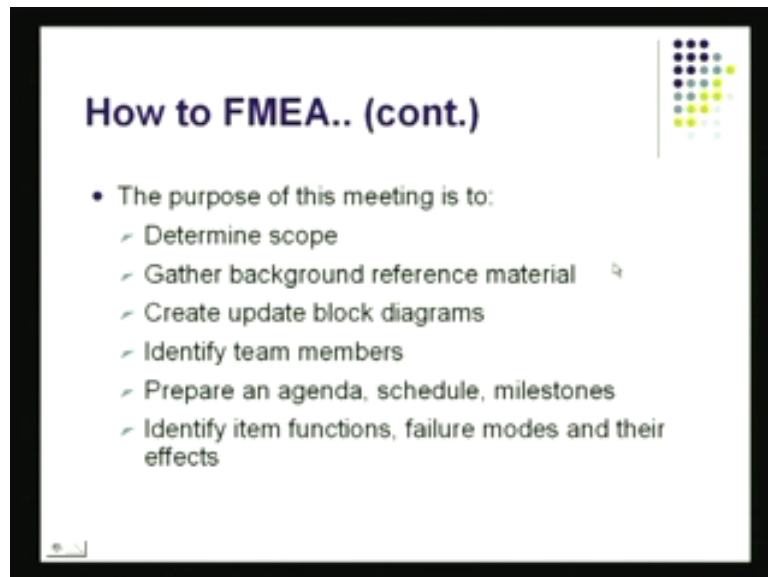 How to FMEA.. (cont.)
The purpose of this meeting is to:
Determine scope
Gather background reference material
Create update block diagrams
Identify team members
Prepare an agenda, schedule, milestones
Identify item functions, failure modes and their
effects